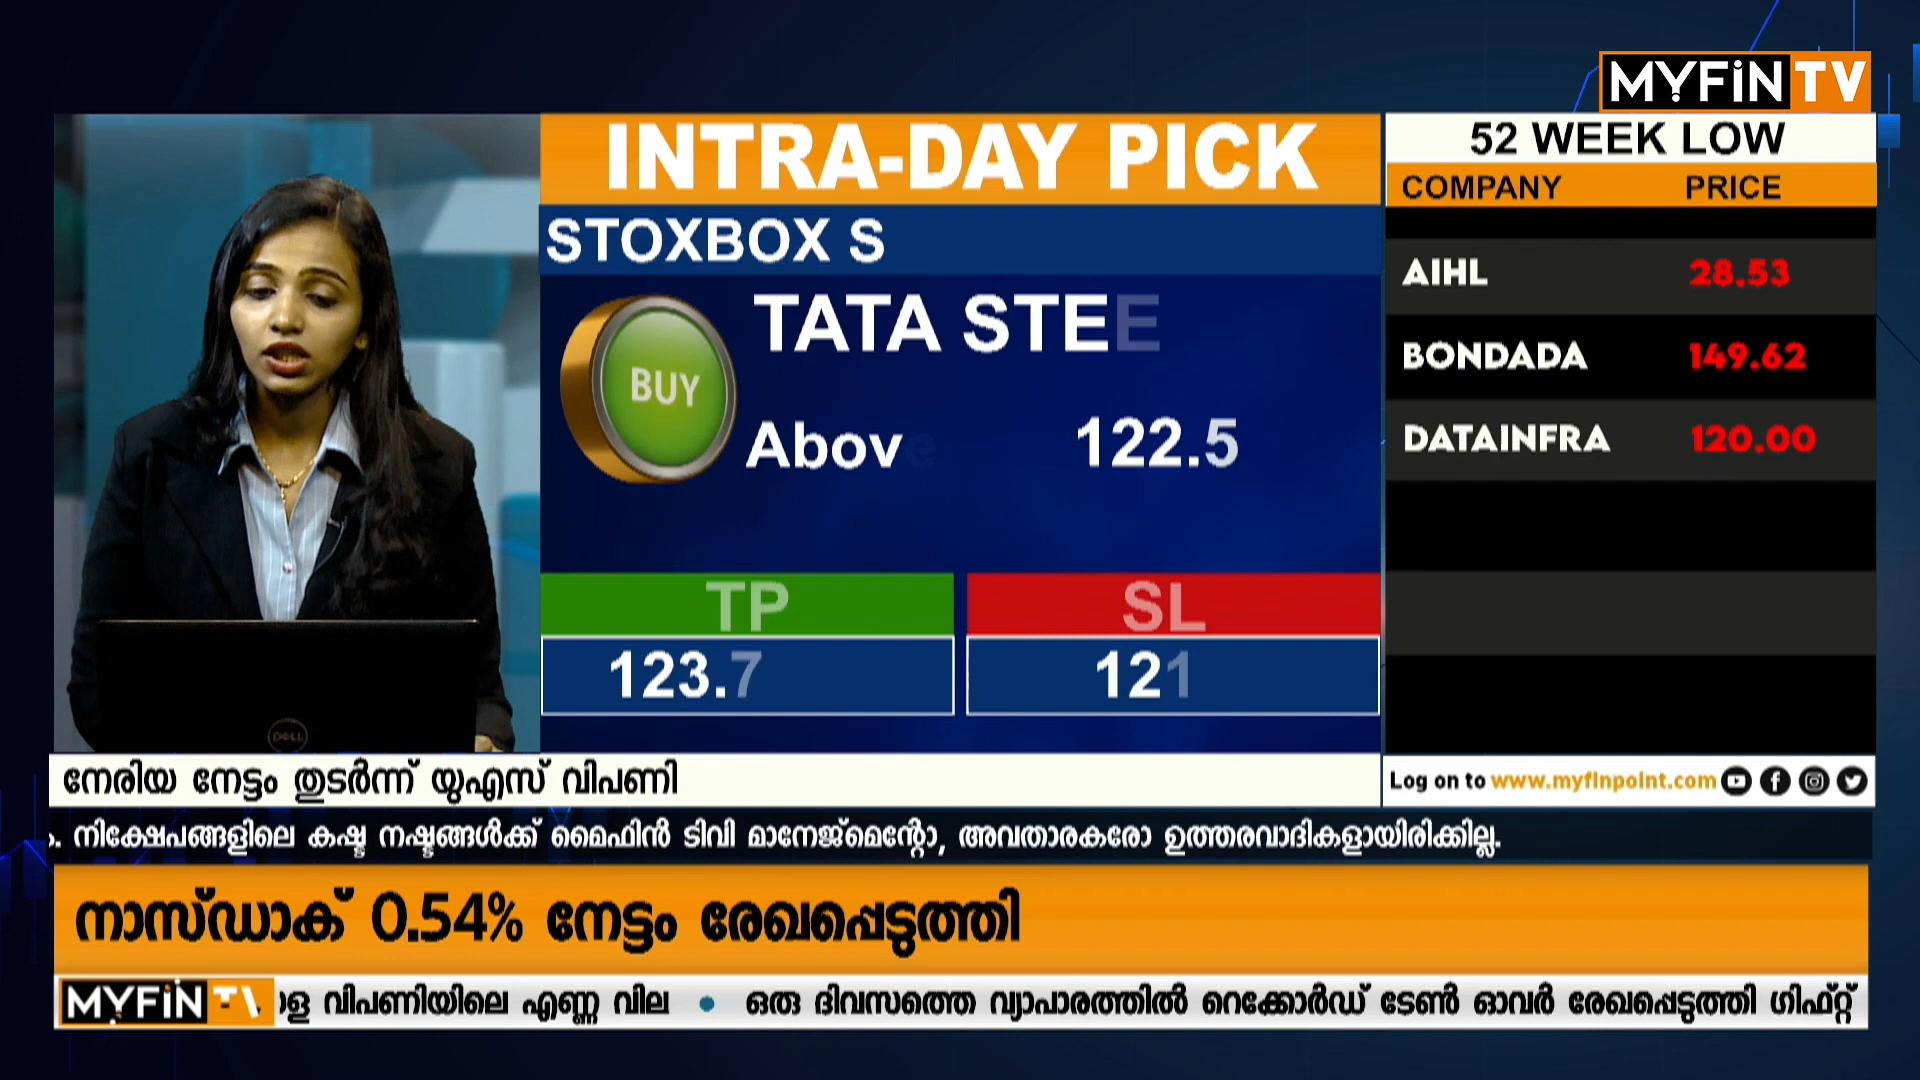 MYFiN TV
INTRA-DAY PICK
STOXBOX S
BUY
TATA STEE
Above 122.5
TP SL
123.7 121
52 WEEK LOW
COMPANY PRICE
AIHL 28.53
BONDADA 149.62
DATAINFRA 120.00
DELL
നേരിയ നേട്ടം തുടർന്ന് യുഎസ് വിപണി
Log on to www.myfinpoint.com
നിക്ഷേപങ്ങളിലെ കഷ്ട നഷ്ടങ്ങൾക്ക് മൈഫിൻ ടിവി മാനേജ്മെന്റോ, അവതാരകരോ ഉത്തരവാദികളായിരിക്കില്ല.
നാസ്ഡാക് 0.54% നേട്ടം രേഖപ്പെടുത്തി
MYFiN വിപണിയിലെ എണ്ണ വില • ഒരു ദിവസത്തെ വ്യാപാരത്തിൽ റെക്കോർഡ് ടേൺ ഓവർ രേഖപ്പെടുത്തി ഗിഫ്റ്റ്